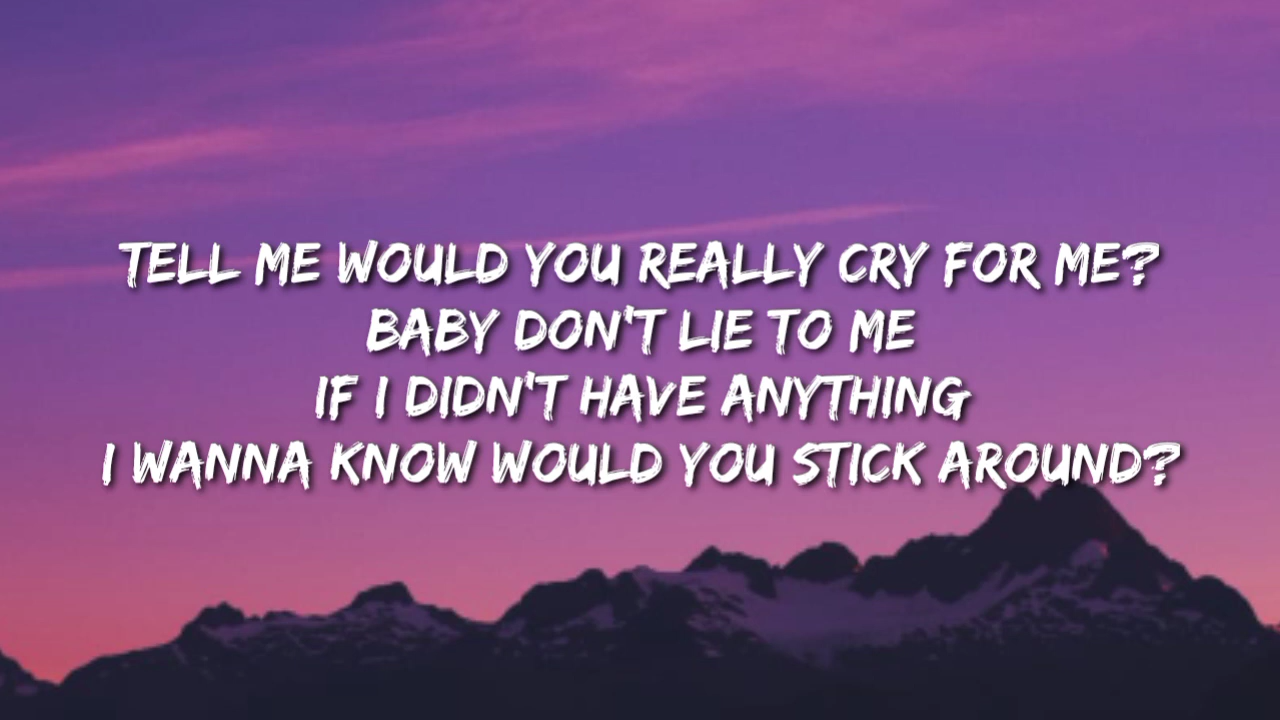 TELL ME WOULD YOU REALLY CRY FOR ME?
BABY DON'T LIE TO ME
IF I DIDN'T HAVE ANYTHING
I WANNA KNOW WOULD YOU STICK AROUND?